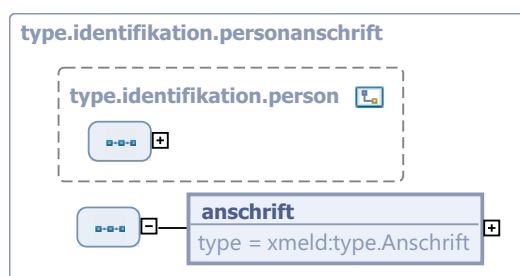 type.identifikation.personanschrift
type.identifikation.person
anschrift
type = xmeld:type.Anschrift